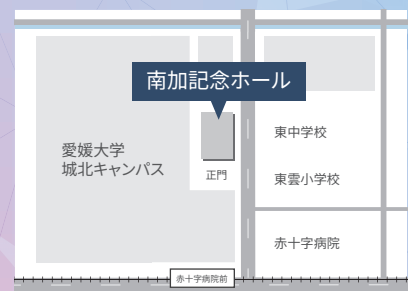 南加記念ホール
愛媛大学
城北キャンパス
正門
東中学校
東雲小学校
赤十字病院
赤十字病院前